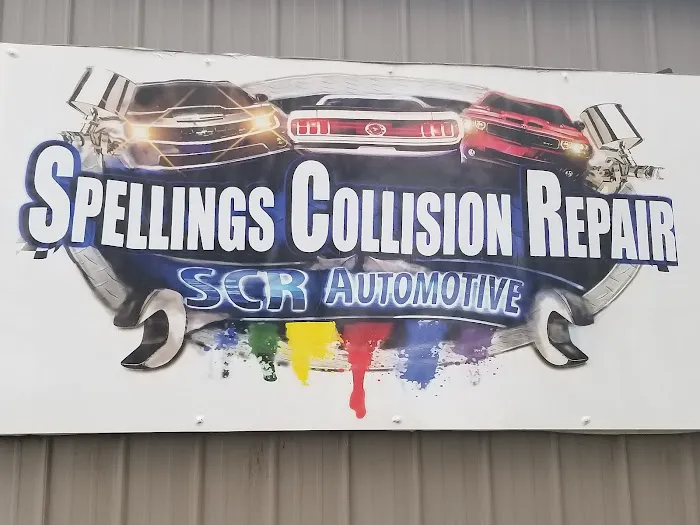 SPELLINGS COLLISION REPAIR
SCR AUTOMOTIVE